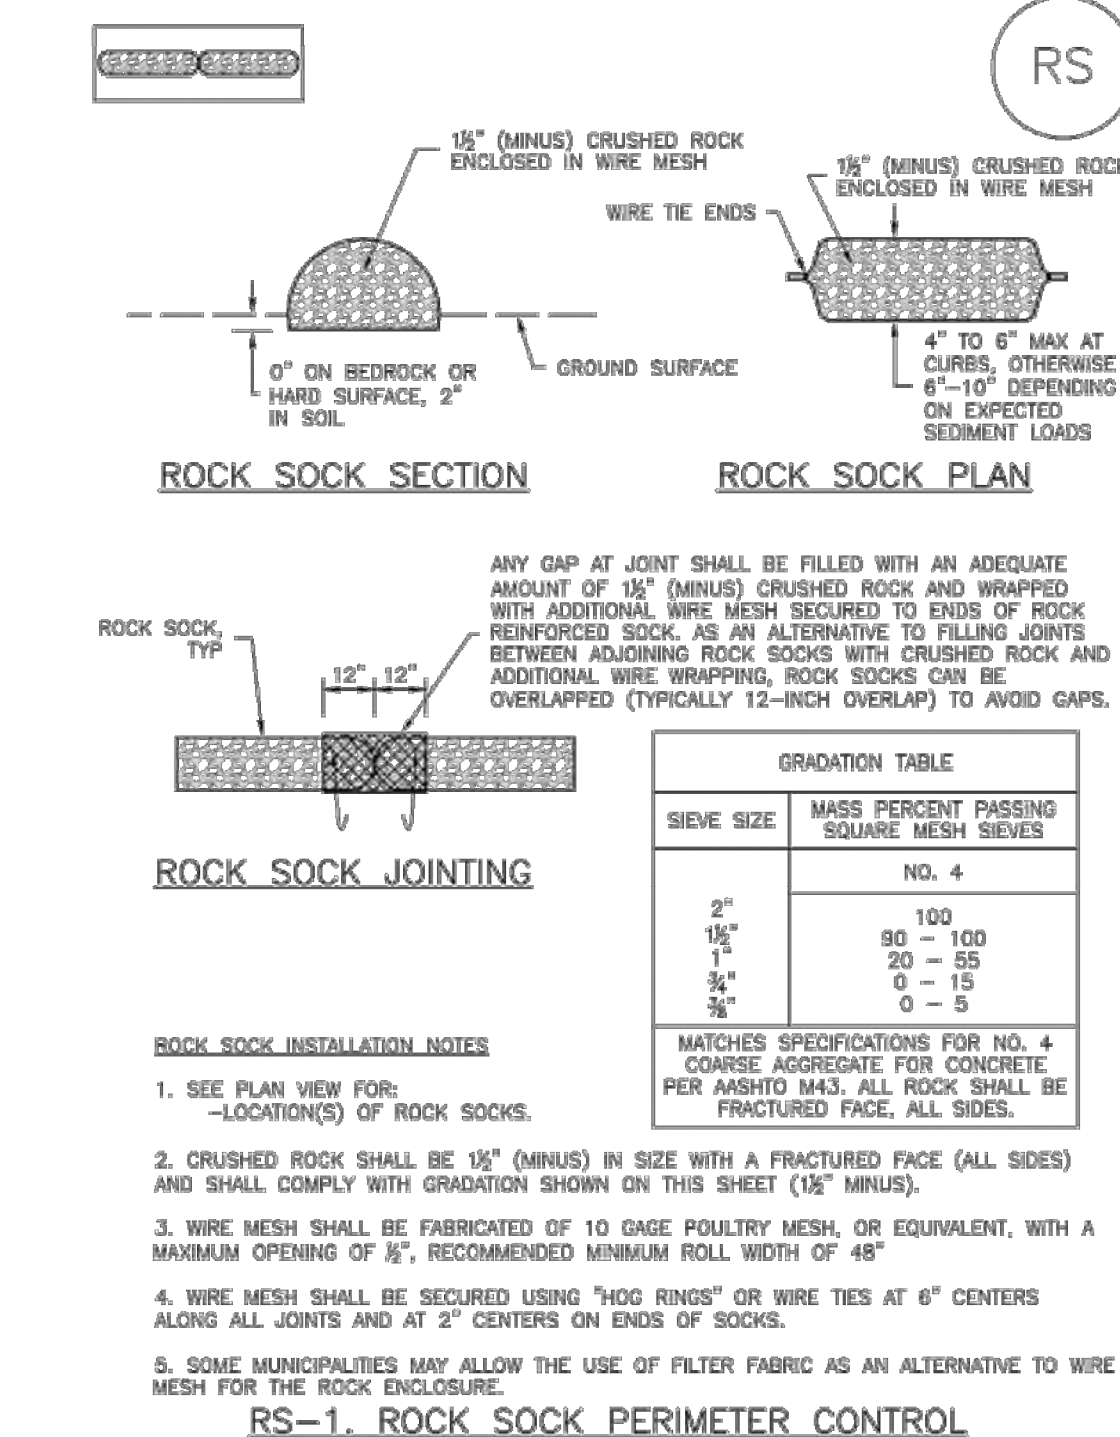 RS
1½" (MINUS) CRUSHED ROCK
ENCLOSED IN WIRE MESH
1½" (MINUS) CRUSHED ROCK
ENCLOSED IN WIRE MESH
WIRE TIE ENDS
GROUND SURFACE
0" ON BEDROCK OR
HARD SURFACE, 2"
IN SOIL
4" TO 6" MAX AT
CURBS, OTHERWISE
6"-10" DEPENDING
ON EXPECTED
SEDIMENT LOADS
ROCK SOCK SECTION
ROCK SOCK PLAN
ANY GAP AT JOINT SHALL BE FILLED WITH AN ADEQUATE
AMOUNT OF 1½" (MINUS) CRUSHED ROCK AND WRAPPED
WITH ADDITIONAL WIRE MESH SECURED TO ENDS OF ROCK
REINFORCED SOCK. AS AN ALTERNATIVE TO FILLING JOINTS
BETWEEN ADJOINING ROCK SOCKS WITH CRUSHED ROCK AND
ADDITIONAL WIRE WRAPPING, ROCK SOCKS CAN BE
OVERLAPPED (TYPICALLY 12-INCH OVERLAP) TO AVOID GAPS.
ROCK SOCK,
TYP
12" 12"
ROCK SOCK JOINTING
GRADATION TABLE
SIEVE SIZE
MASS PERCENT PASSING
SQUARE MESH SIEVES
NO. 4
2" 100
1½" 90 - 100
1" 20 - 55
¾" 0 - 15
⅜" 0 - 5
MATCHES SPECIFICATIONS FOR NO. 4
COARSE AGGREGATE FOR CONCRETE
PER AASHTO M43. ALL ROCK SHALL BE
FRACTURED FACE, ALL SIDES.
ROCK SOCK INSTALLATION NOTES
1. SEE PLAN VIEW FOR:
-LOCATION(S) OF ROCK SOCKS.
2. CRUSHED ROCK SHALL BE 1½" (MINUS) IN SIZE WITH A FRACTURED FACE (ALL SIDES)
AND SHALL COMPLY WITH GRADATION SHOWN ON THIS SHEET (1½" MINUS).
3. WIRE MESH SHALL BE FABRICATED OF 10 GAGE POULTRY MESH, OR EQUIVALENT, WITH A
MAXIMUM OPENING OF ½", RECOMMENDED MINIMUM ROLL WIDTH OF 48"
4. WIRE MESH SHALL BE SECURED USING "HOG RINGS" OR WIRE TIES AT 6" CENTERS
ALONG ALL JOINTS AND AT 2" CENTERS ON ENDS OF SOCKS.
5. SOME MUNICIPALITIES MAY ALLOW THE USE OF FILTER FABRIC AS AN ALTERNATIVE TO WIRE
MESH FOR THE ROCK ENCLOSURE.
RS-1. ROCK SOCK PERIMETER CONTROL